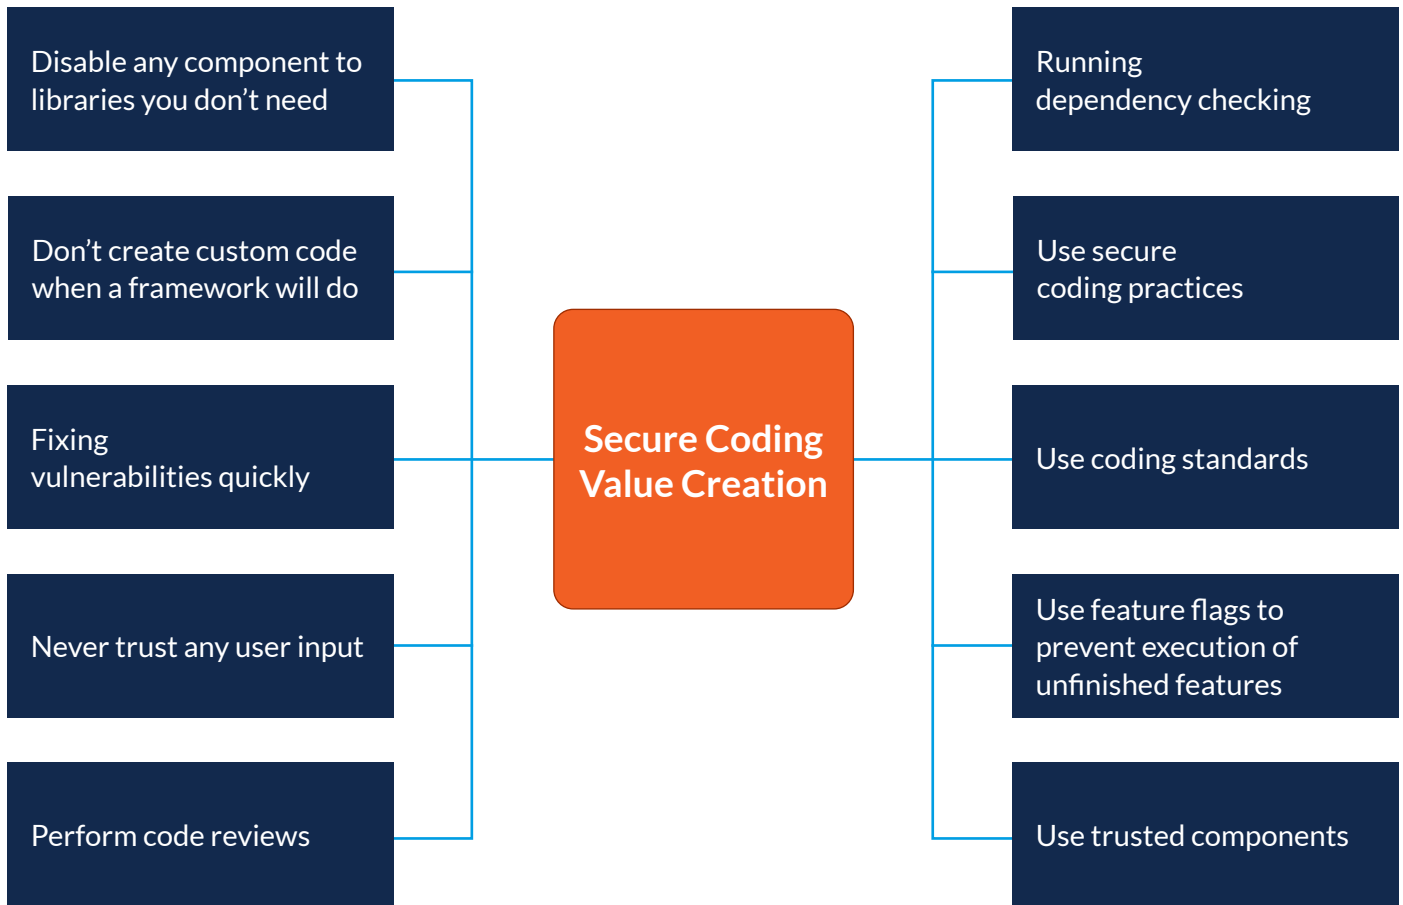 Disable any component to
libraries you don’t need
Don’t create custom code
when a framework will do
Fixing
vulnerabilities quickly
Never trust any user input
Perform code reviews
Secure Coding
Value Creation
Running
dependency checking
Use secure
coding practices
Use coding standards
Use feature flags to
prevent execution of
unfinished features
Use trusted components